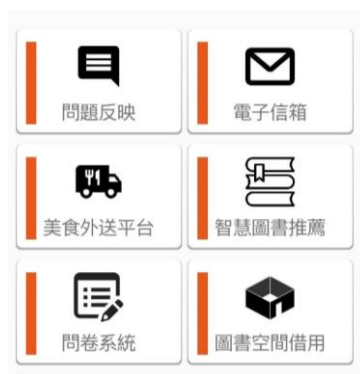 問題反映
電子信箱
美食外送平台
智慧圖書推薦
問卷系統
圖書空間借用